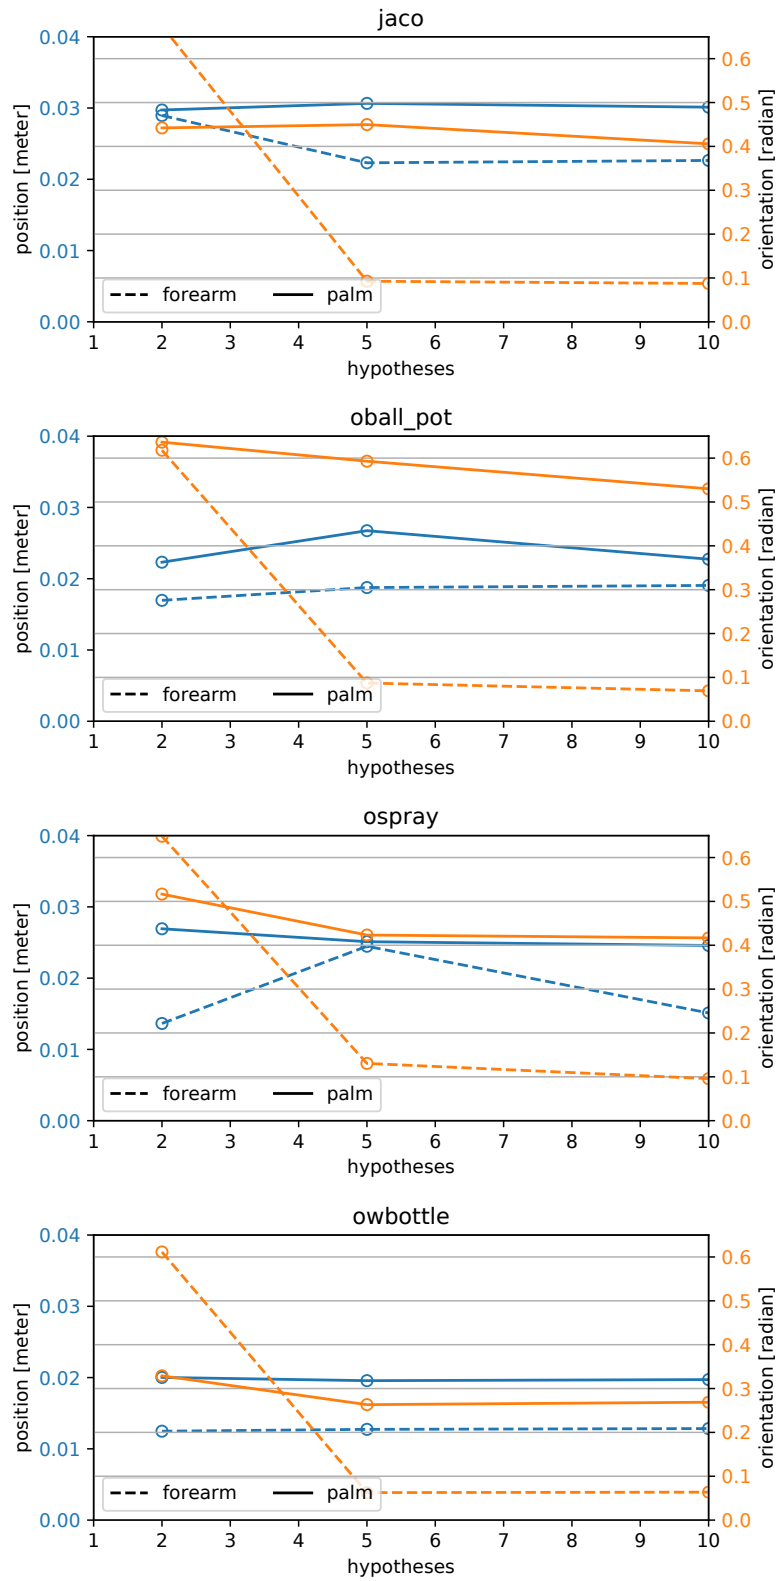 jaco
0.04
0.03
0.02
0.01
0.00
position [meter]
0.6
0.5
0.4
0.3
0.2
0.1
0.0
orientation [radian]
forearm palm
1 2 3 4 5 6 7 8 9 10
hypotheses
oball_pot
0.04
0.03
0.02
0.01
0.00
position [meter]
0.6
0.5
0.4
0.3
0.2
0.1
0.0
orientation [radian]
forearm palm
1 2 3 4 5 6 7 8 9 10
hypotheses
ospray
0.04
0.03
0.02
0.01
0.00
position [meter]
0.6
0.5
0.4
0.3
0.2
0.1
0.0
orientation [radian]
forearm palm
1 2 3 4 5 6 7 8 9 10
hypotheses
owbottle
0.04
0.03
0.02
0.01
0.00
position [meter]
0.6
0.5
0.4
0.3
0.2
0.1
0.0
orientation [radian]
forearm palm
1 2 3 4 5 6 7 8 9 10
hypotheses